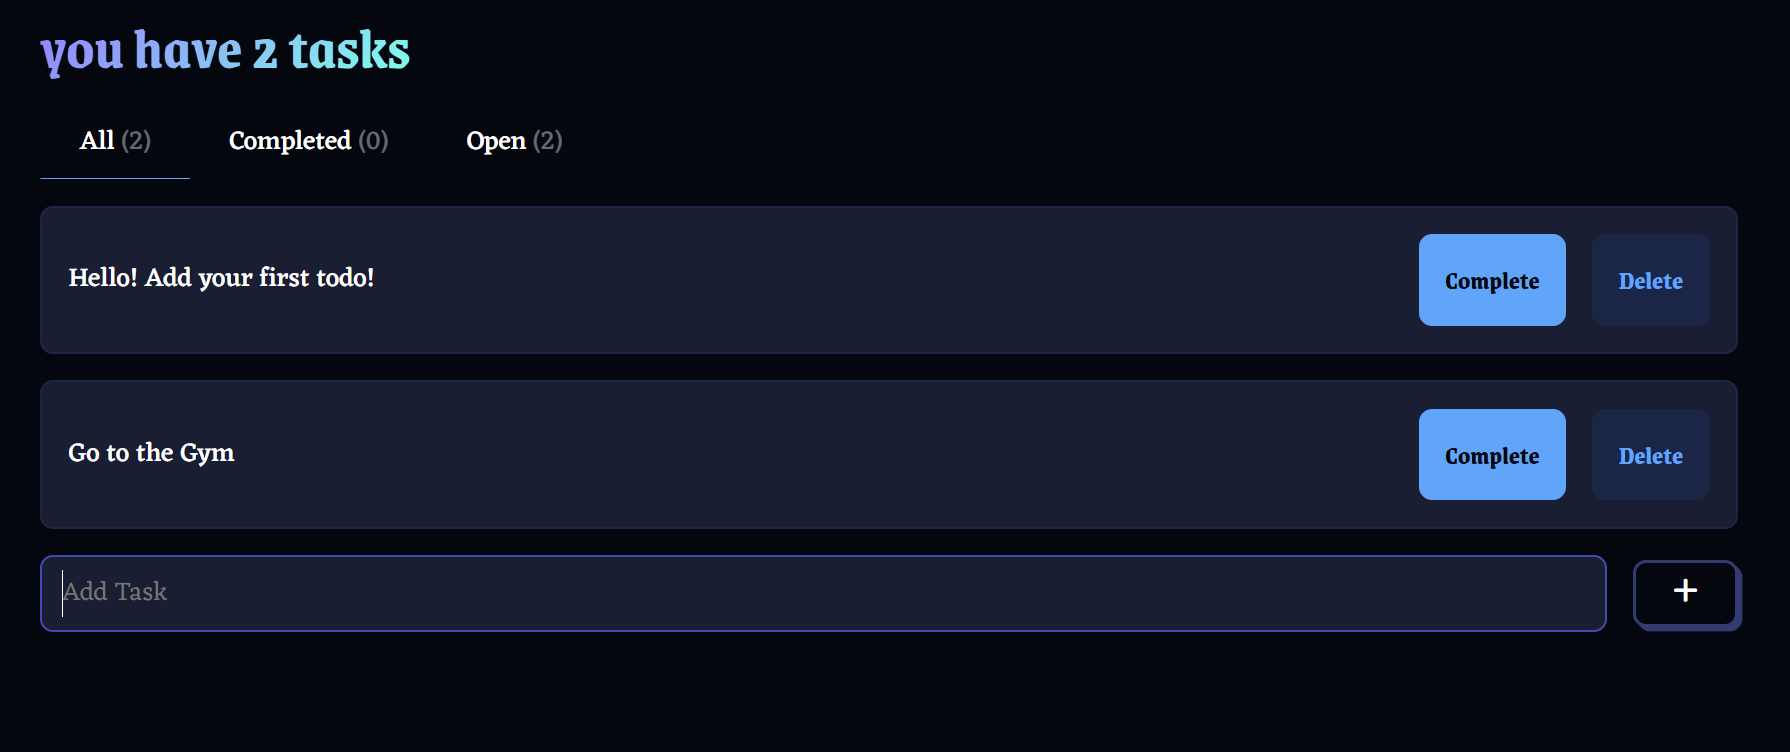 you have 2 tasks
All (2) Completed (0) Open (2)
Hello! Add your first todo! Complete Delete
Go to the Gym Complete Delete
Add Task +